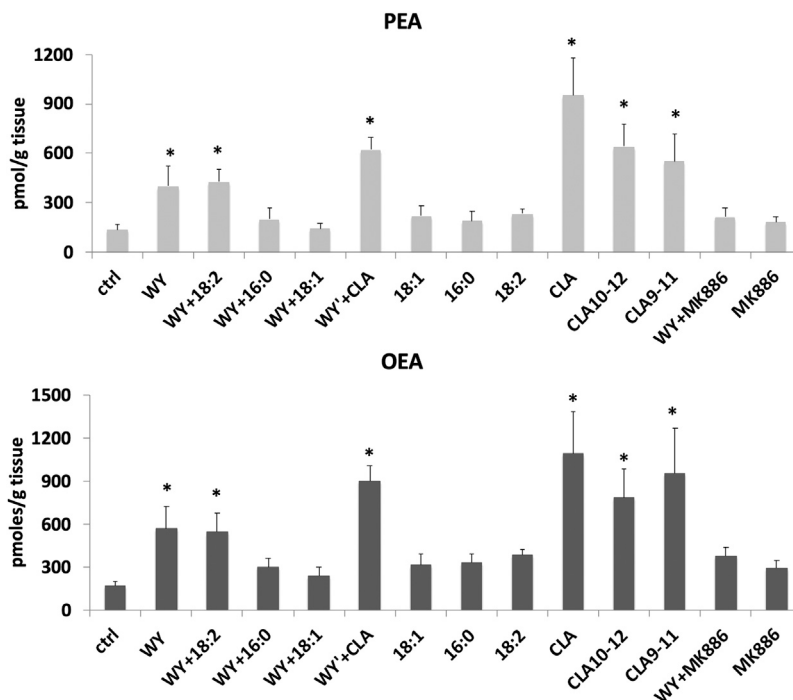 PEA
1200
*
900
*
*
*
*
*
600
300
0
pmol/g tissue
ctrl
WY
WY+18:2
WY+16:0
WY+18:1
WY'+CLA
18:1
16:0
18:2
CLA
CLA10-12
CLA9-11
WY+MK886
MK886
OEA
1500
*
1200
*
*
*
*
*
900
600
300
0
pmoles/g tissue
ctrl
WY
WY+18:2
WY+16:0
WY+18:1
WY'+CLA
18:1
16:0
18:2
CLA
CLA10-12
CLA9-11
WY+MK886
MK886